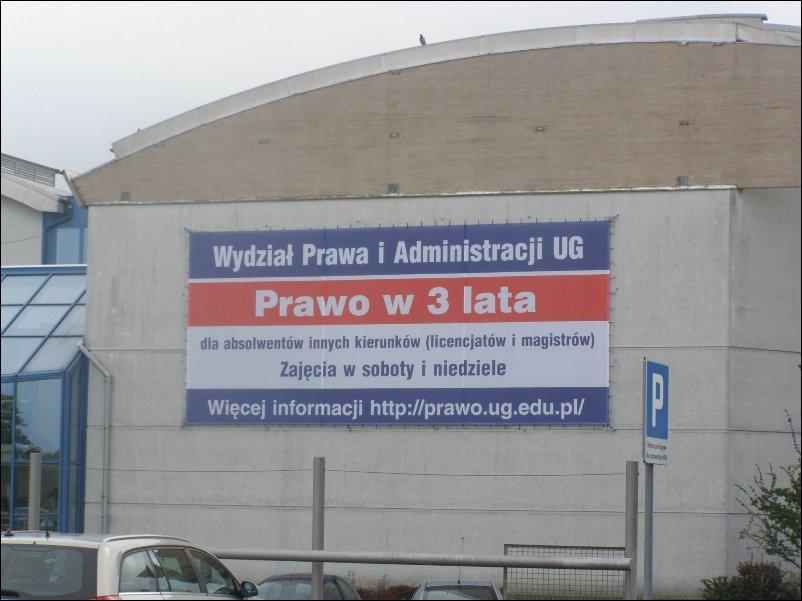 Wydział Prawa i Administracji UG
Prawo w 3 lata
dla absolwentów innych kierunków (licencjatów i magistrów)
Zajęcia w soboty i niedziele
Więcej informacji http://prawo.ug.edu.pl/
P